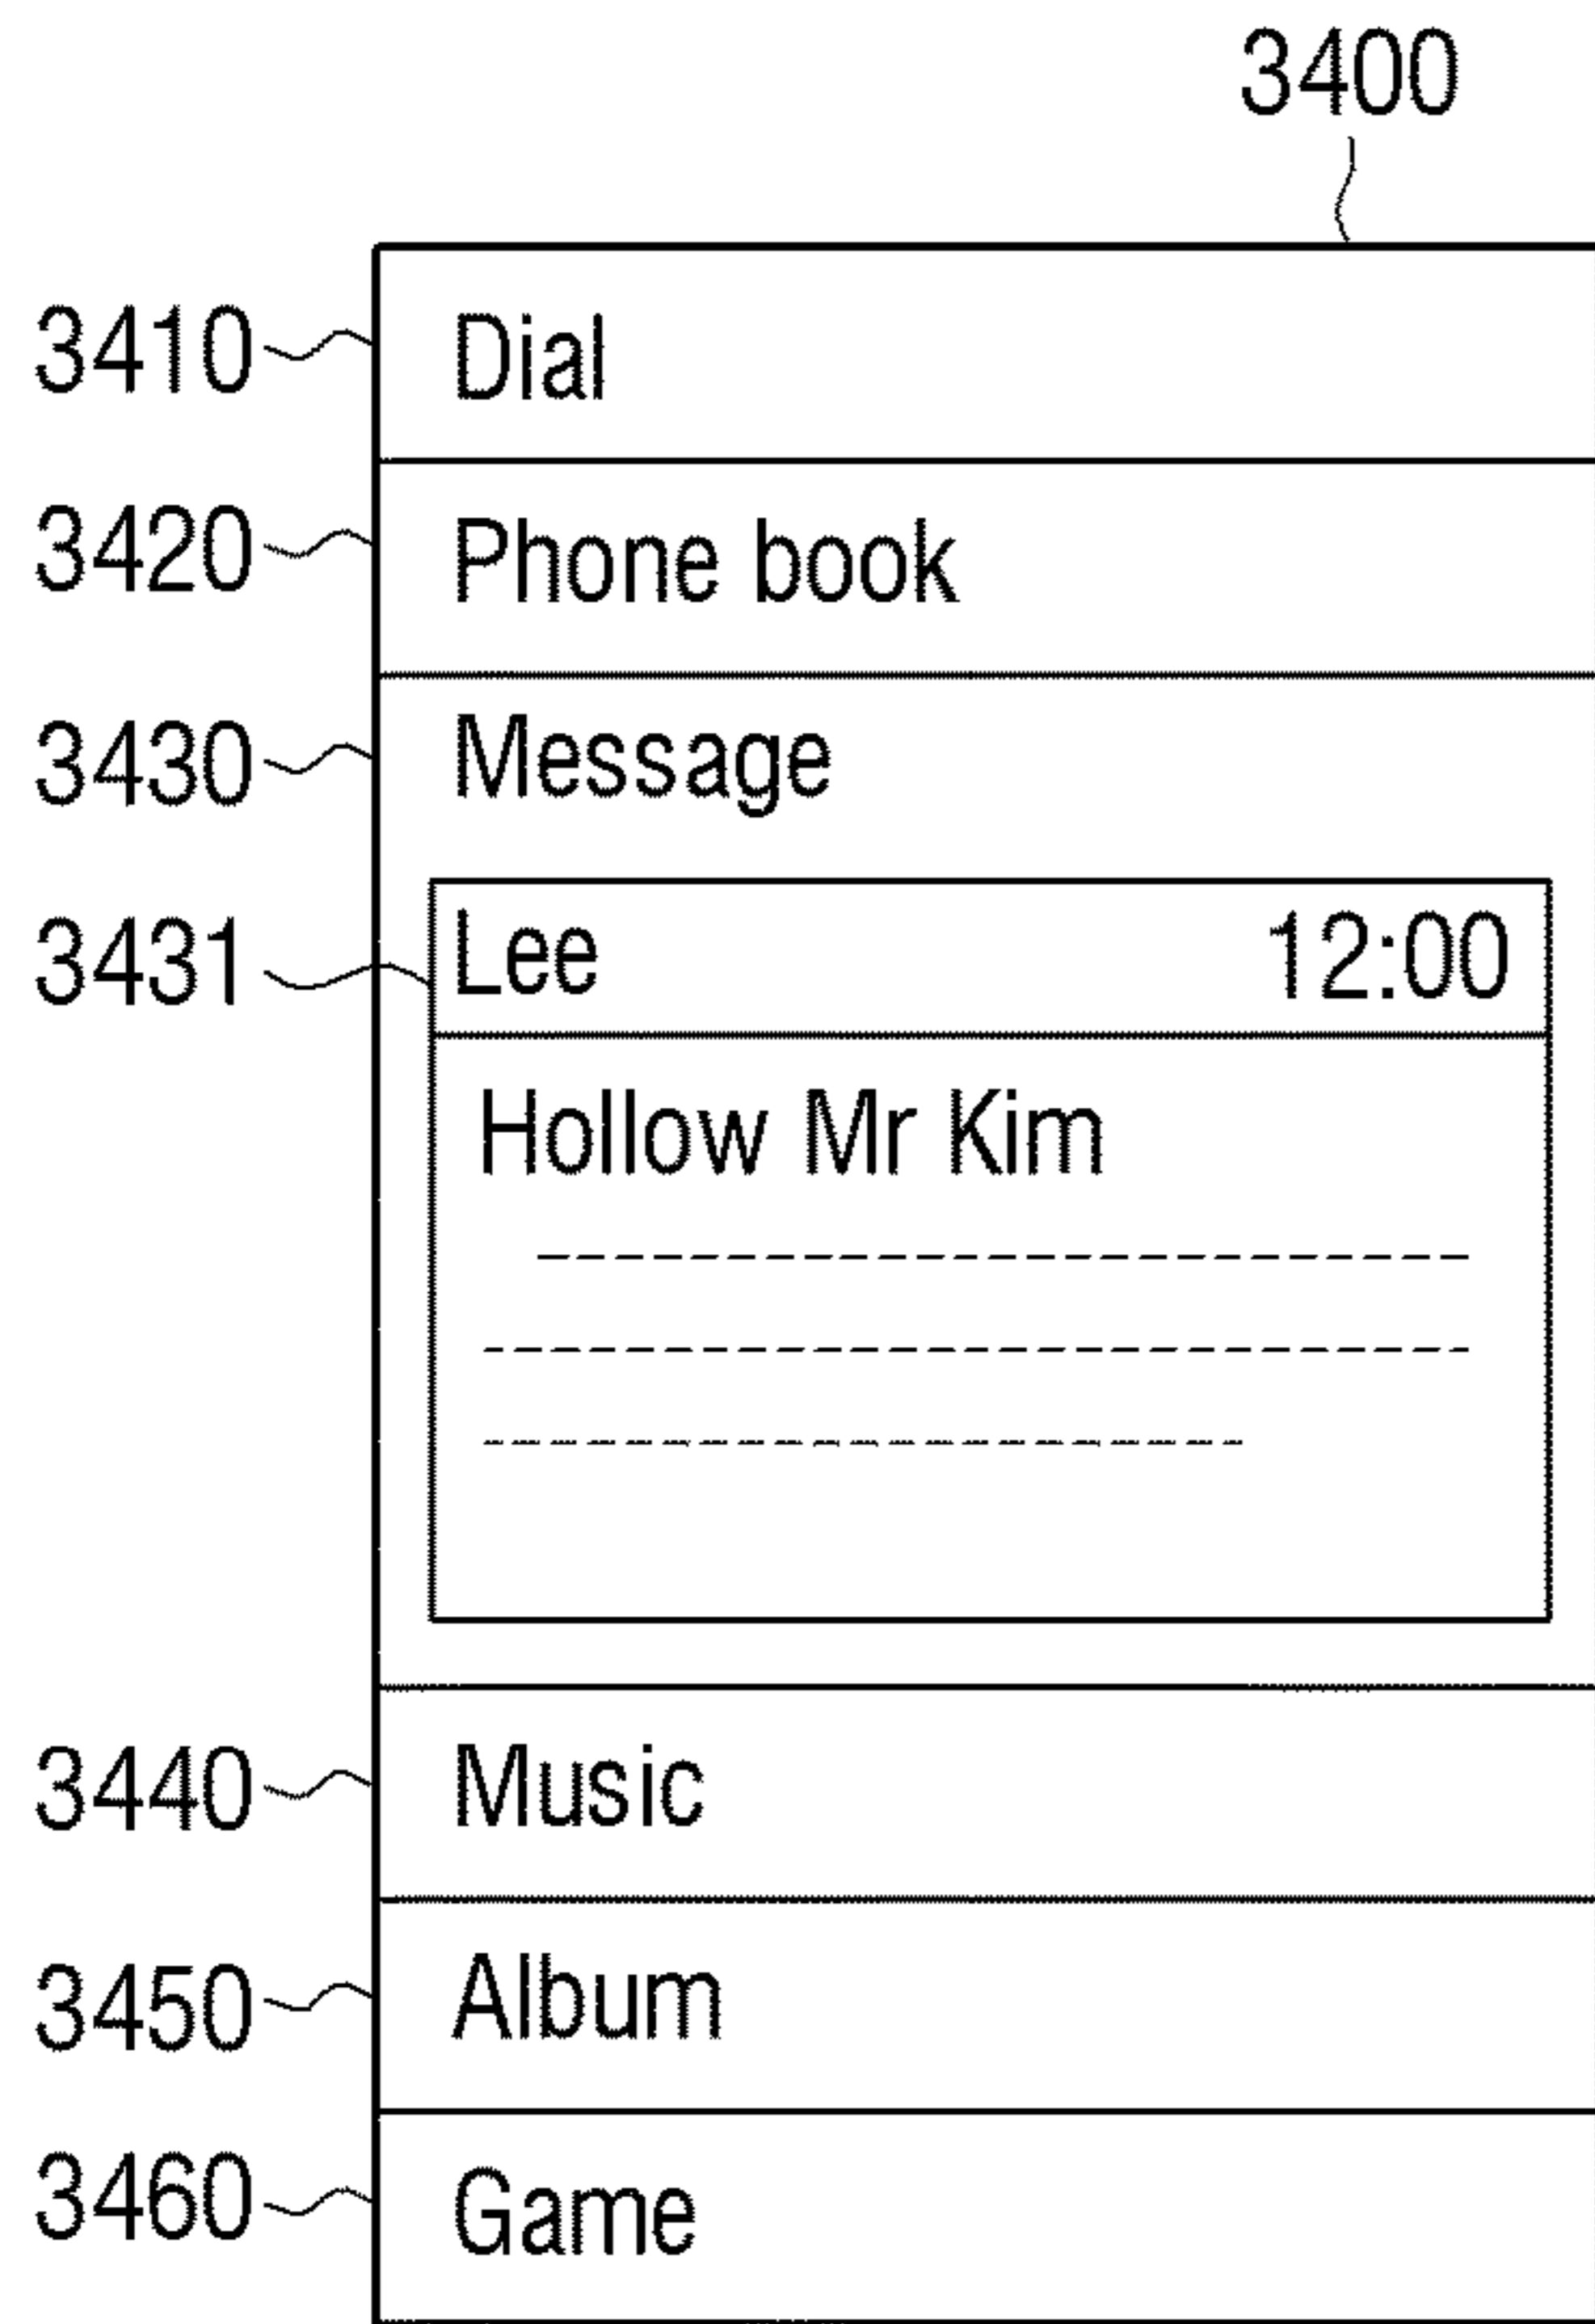 3400
3410 Dial
3420 Phone book
3430 Message
3431 Lee 12:00
Hollow Mr Kim
3440 Music
3450 Album
3460 Game